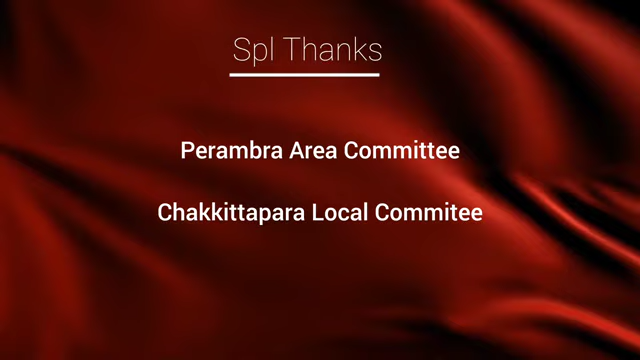 Spl Thanks
Perambra Area Committee
Chakkittapara Local Commitee